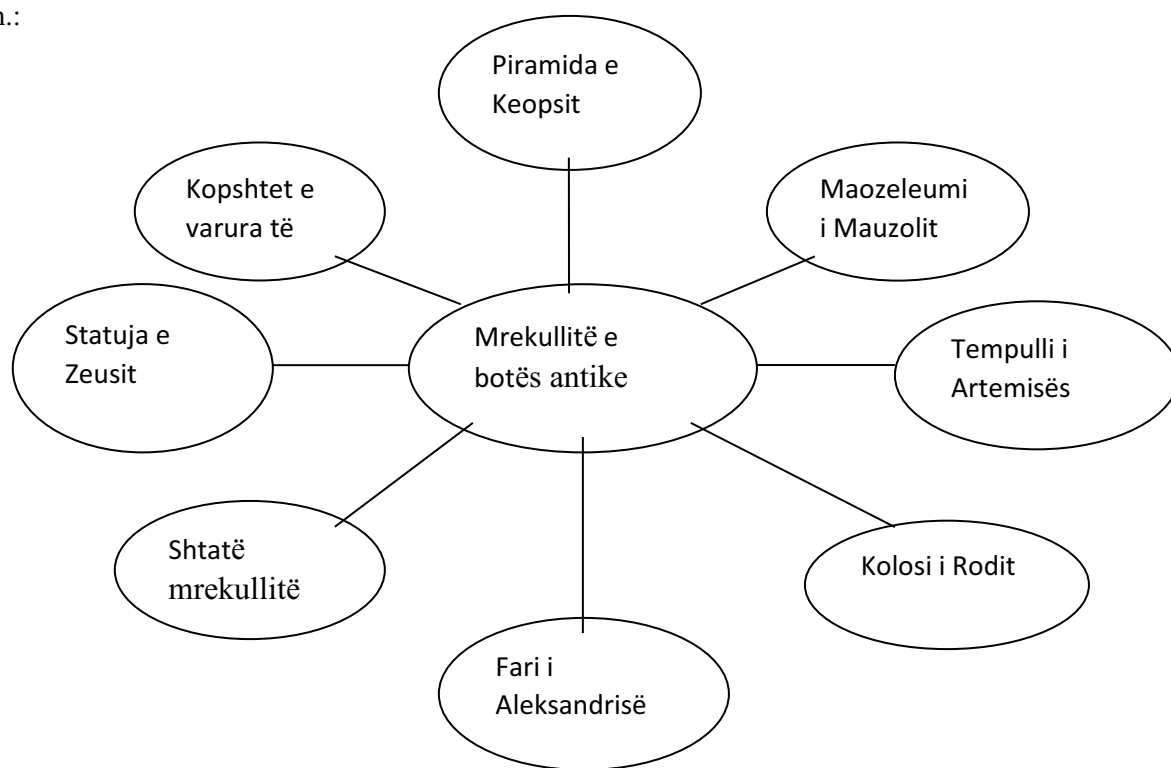 n.:
Piramida e
Keopsit
Kopshtet e
varura të
Maozeleumi
i Mauzolit
Statuja e
Zeusit
Mrekullitë e
botës antike
Tempulli i
Artemisës
Shtatë
mrekullitë
Kolosi i Rodit
Fari i
Aleksandrisë